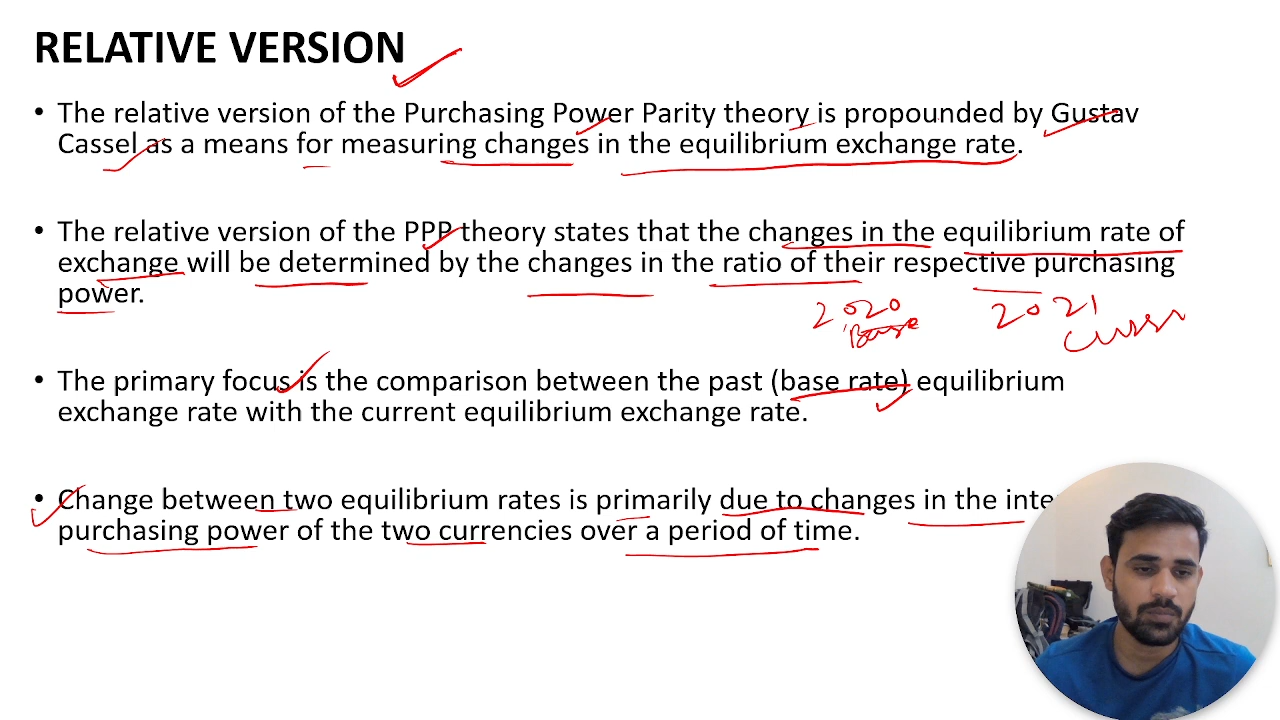 RELATIVE VERSION
• The relative version of the Purchasing Power Parity theory is propounded by Gustav
Cassel as a means for measuring changes in the equilibrium exchange rate.
• The relative version of the PPP theory states that the changes in the equilibrium rate of
exchange will be determined by the changes in the ratio of their respective purchasing
power.
2020 2021
Base
• The primary focus is the comparison between the past (base rate) equilibrium
exchange rate with the current equilibrium exchange rate.
• Change between two equilibrium rates is primarily due to changes in the
purchasing power of the two currencies over a period of time.